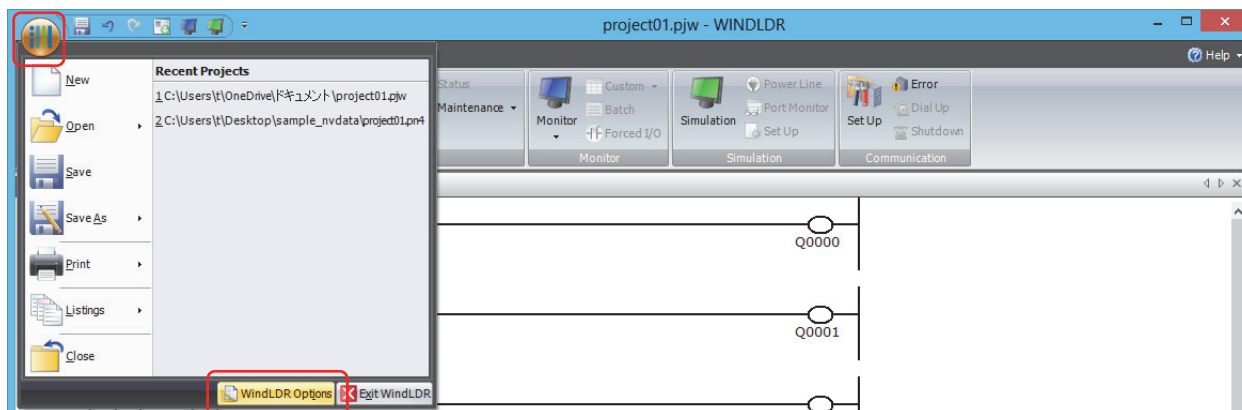 project01.pjw - WINDLDR
Help
New
Open
Save
Save As
Print
Listings
Close
Recent Projects
1 C:\Users\t\OneDrive\ドキュメント\project01.pjw
2 C:\Users\t\Desktop\sample_nvdata\project01.pn4
WindLDR Options
Exit WindLDR
Status
Maintenance
Monitor
Custom
Batch
Forced I/O
Monitor
Simulation
Power Line
Port Monitor
Set Up
Simulation
Set Up
Error
Dial Up
Shutdown
Communication
Q0000
Q0001